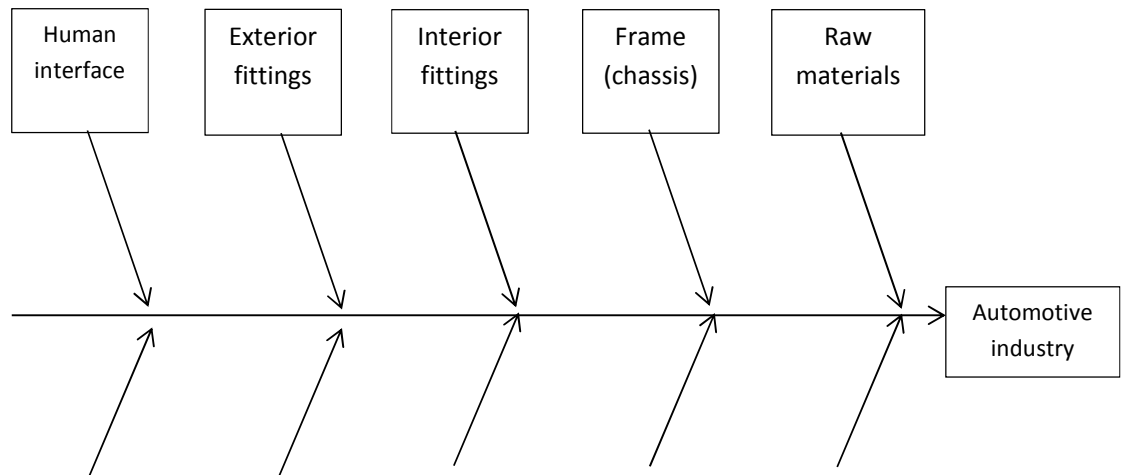 Human
interface
Exterior
fittings
Interior
fittings
Frame
(chassis)
Raw
materials
Automotive
industry